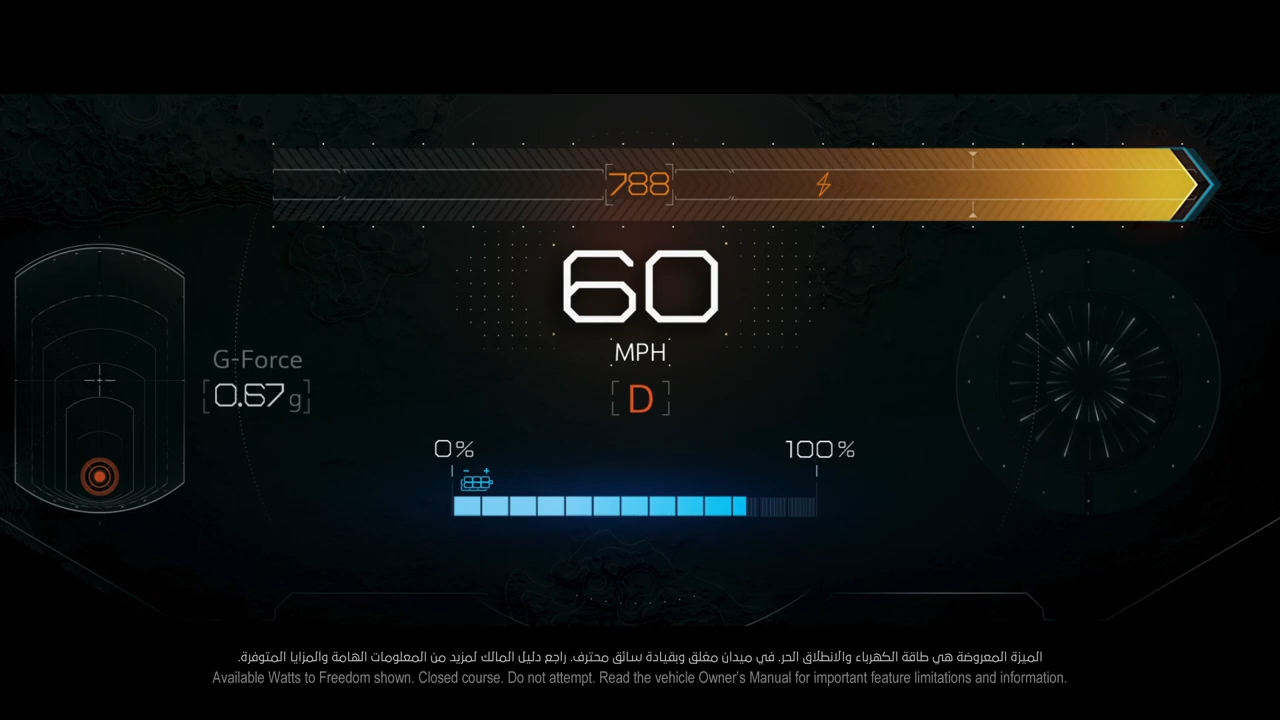 788
60
MPH
D
G-Force
0.67g
0% 100%
- +
الميزة المعروضة هي طاقة الكهرباء والانطلاق الحر. في ميدان مغلق وبقيادة سائق محترف. راجع دليل المالك لمزيد من المعلومات الهامة والمزايا المتوفرة.
Available Watts to Freedom shown. Closed course. Do not attempt. Read the vehicle Owner's Manual for important feature limitations and information.